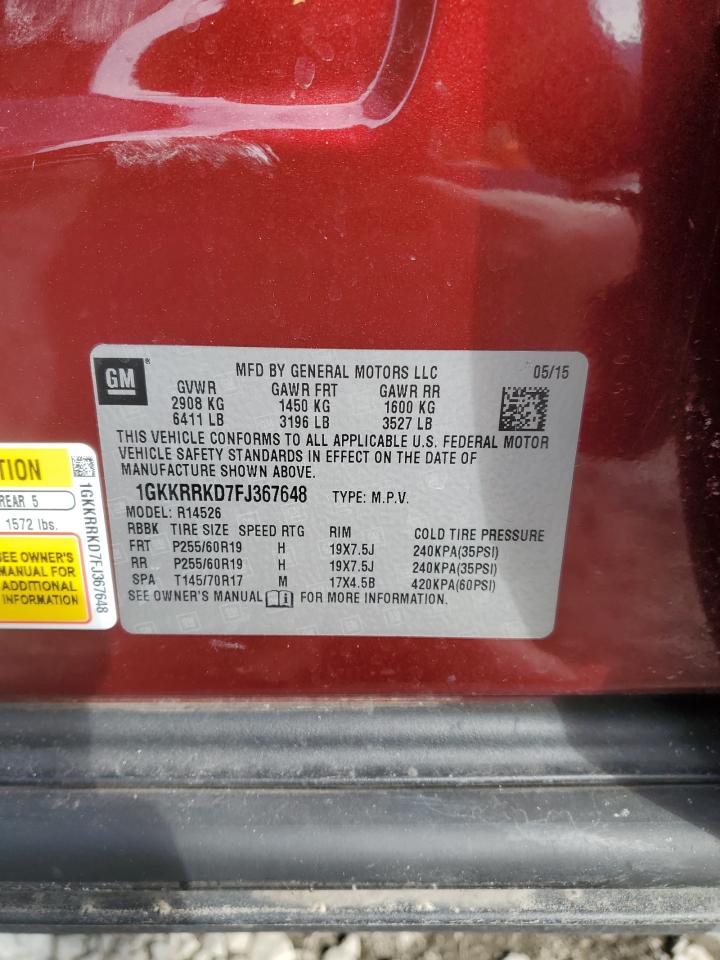 GM
®
MFD BY GENERAL MOTORS LLC 05/15
GVWR GAWR FRT GAWR RR
2908 KG 1450 KG 1600 KG
6411 LB 3196 LB 3527 LB
THIS VEHICLE CONFORMS TO ALL APPLICABLE U.S. FEDERAL MOTOR
VEHICLE SAFETY STANDARDS IN EFFECT ON THE DATE OF
MANUFACTURE SHOWN ABOVE.
1GKKRRKD7FJ367648 TYPE: M.P.V.
MODEL: R14526
RBBK TIRE SIZE SPEED RTG RIM COLD TIRE PRESSURE
FRT P255/60R19 H 19X7.5J 240KPA(35PSI)
RR P255/60R19 H 19X7.5J 240KPA(35PSI)
SPA T145/70R17 M 17X4.5B 420KPA(60PSI)
SEE OWNER'S MANUAL FOR MORE INFORMATION.
TION
REAR 5
1572 lbs.
SEE OWNER'S
MANUAL FOR
ADDITIONAL
INFORMATION
1GKKRRKD7FJ367648